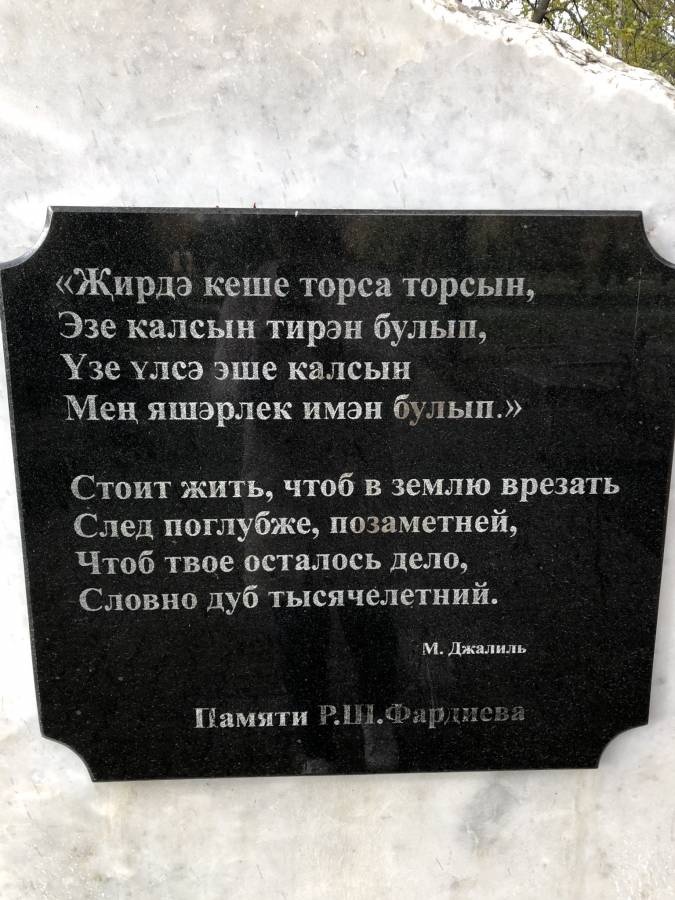 «Җирдә кеше торса торсын,
Эзе калсын тирән булып,
Үзе үлсә эше калсын
Мең яшәрлек имән булып.»
Стоит жить, чтоб в землю врезать
След поглубже, позаметней,
Чтоб твое осталось дело,
Словно дуб тысячелетний.
М. Джалиль
Памяти Р.Ш.Фардиева